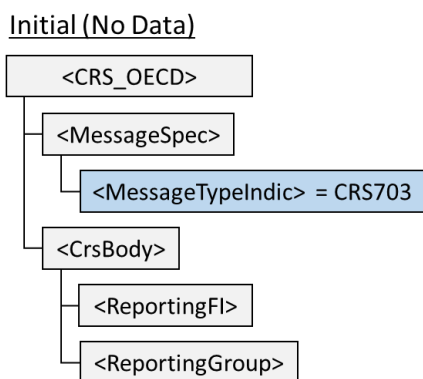 Initial (No Data)
<CRS_OECD>
<MessageSpec>
<MessageTypeIndic> = CRS703
<CrsBody>
<ReportingFI>
<ReportingGroup>